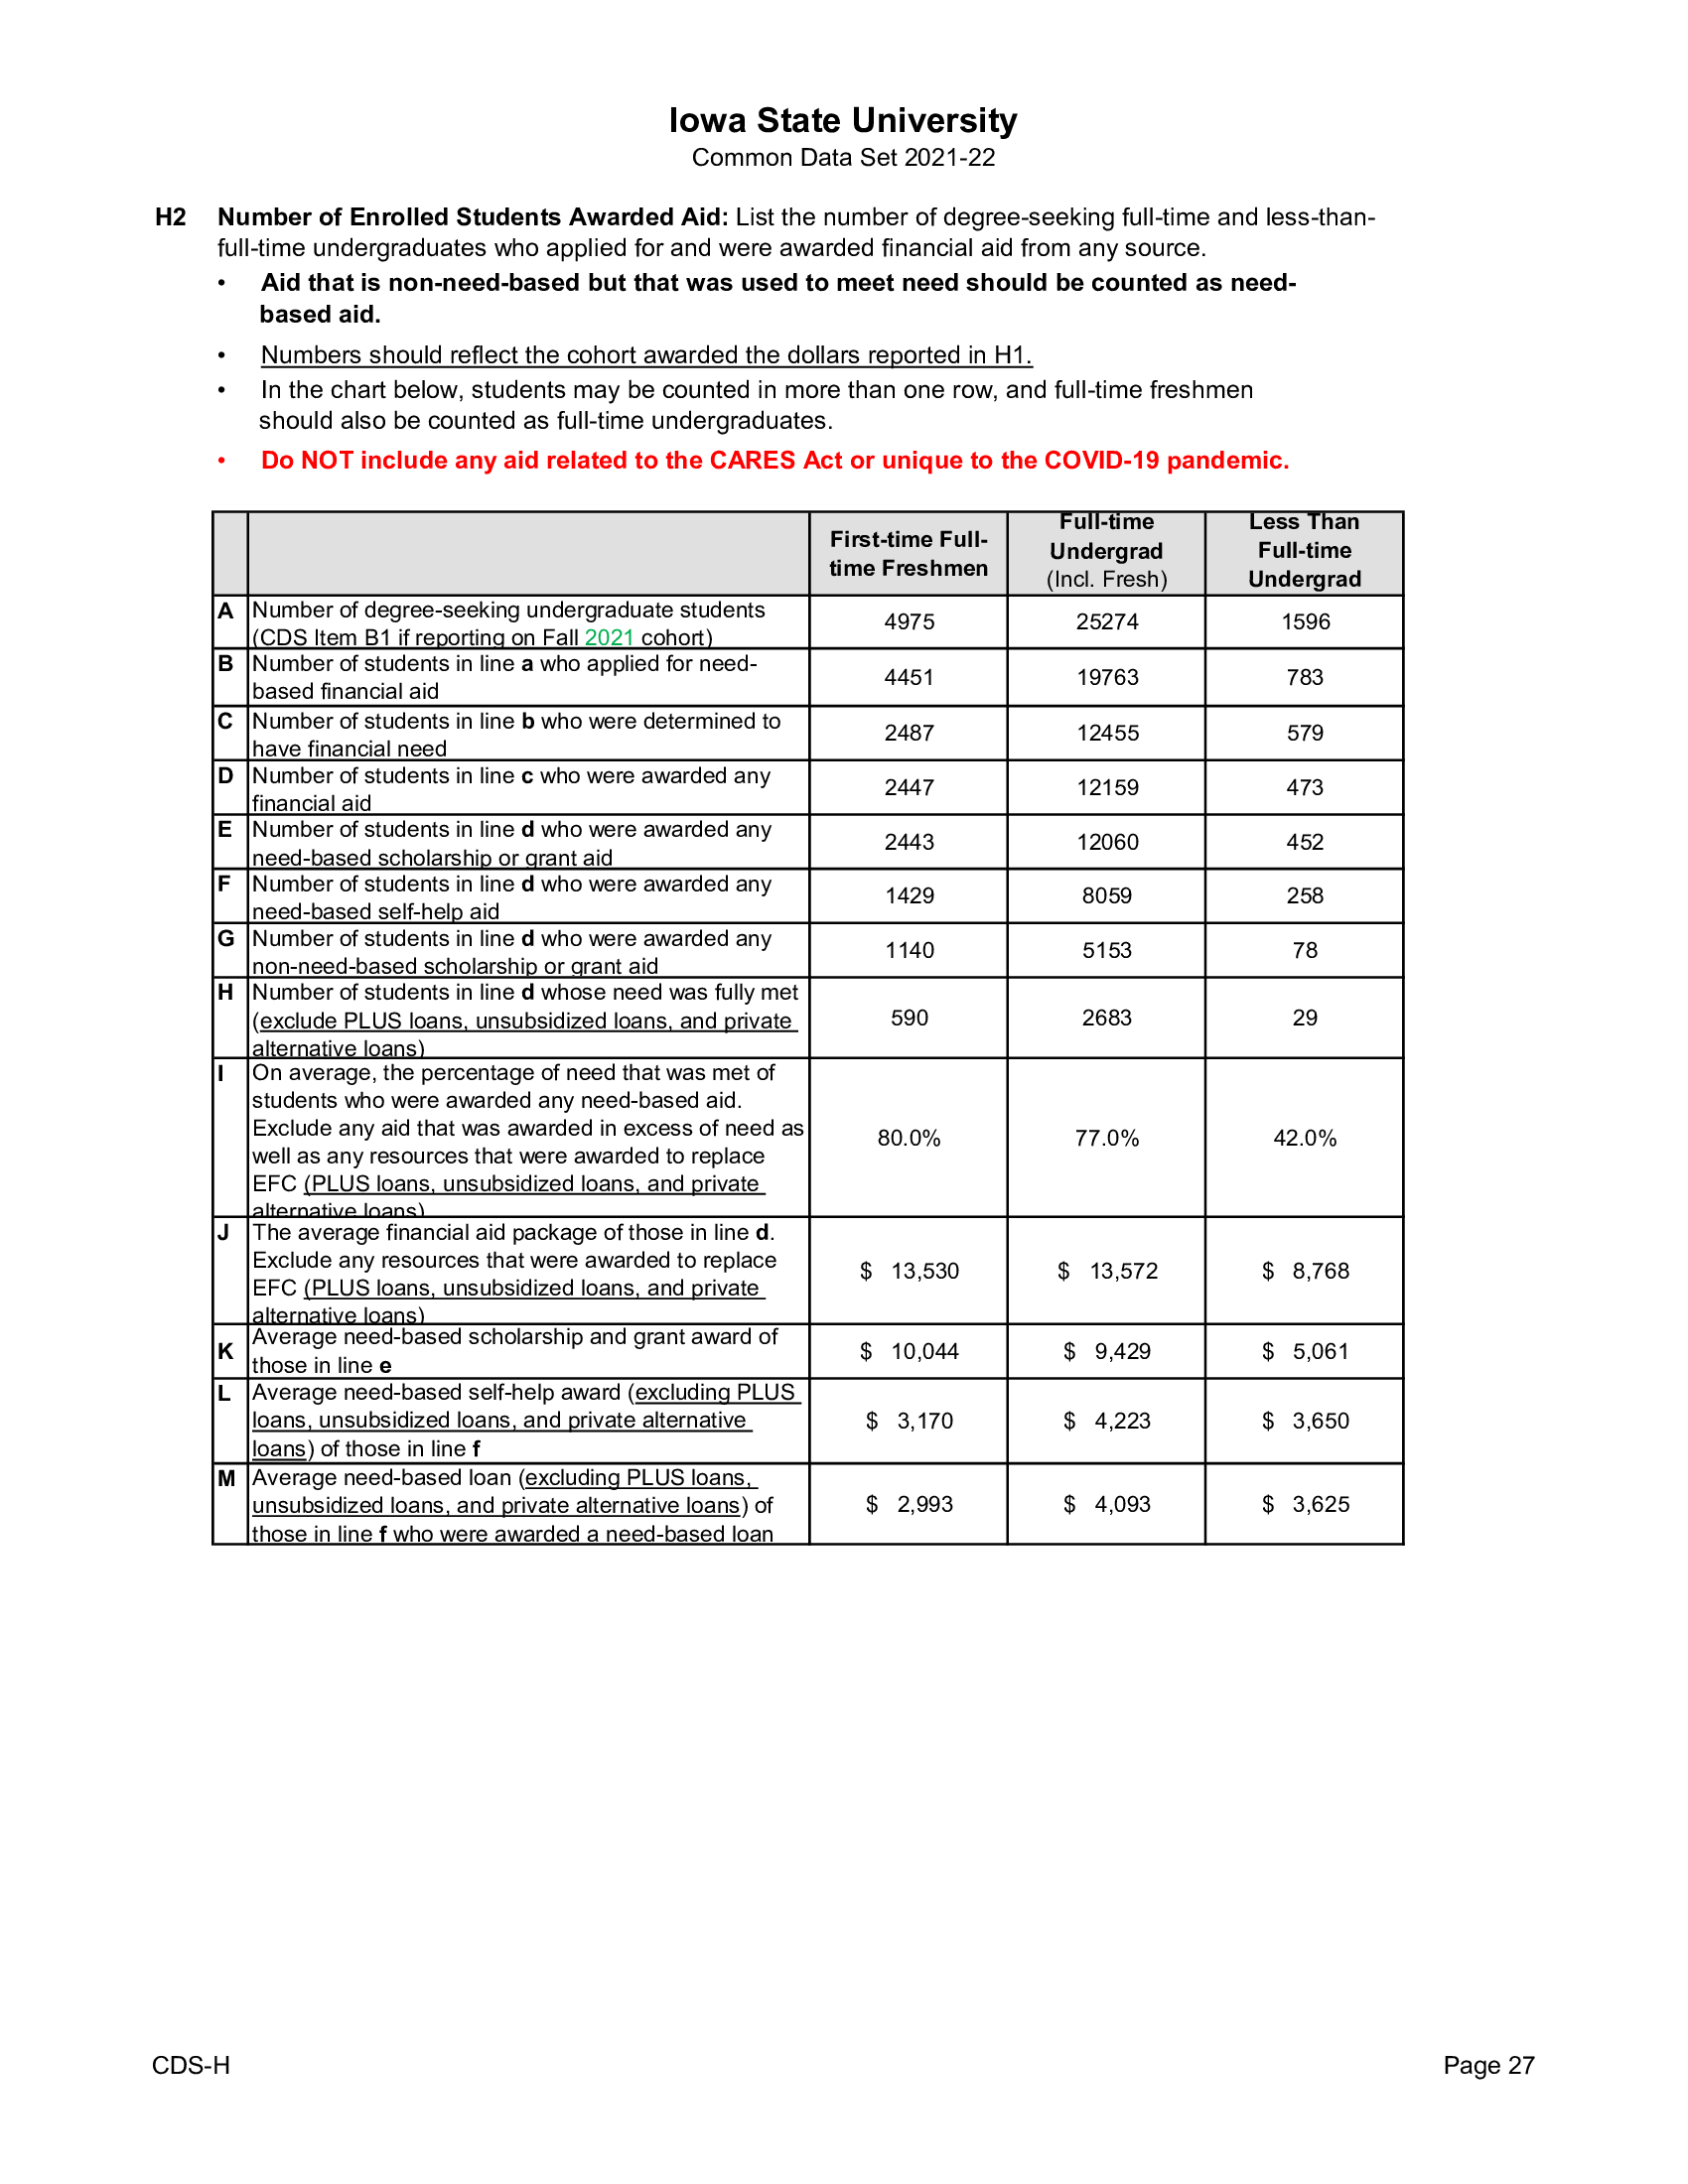 Iowa State University
Common Data Set 2021-22
H2 Number of Enrolled Students Awarded Aid: List the number of degree-seeking full-time and less-than-
full-time undergraduates who applied for and were awarded financial aid from any source.
• Aid that is non-need-based but that was used to meet need should be counted as need-
based aid.
• Numbers should reflect the cohort awarded the dollars reported in H1.
• In the chart below, students may be counted in more than one row, and full-time freshmen
should also be counted as full-time undergraduates.
• Do NOT include any aid related to the CARES Act or unique to the COVID-19 pandemic.
First-time Full-
time Freshmen
Full-time
Undergrad
(Incl. Fresh)
Less Than
Full-time
Undergrad
A Number of degree-seeking undergraduate students
(CDS Item B1 if reporting on Fall 2021 cohort)
4975 25274 1596
B Number of students in line a who applied for need-
based financial aid
4451 19763 783
C Number of students in line b who were determined to
have financial need
2487 12455 579
D Number of students in line c who were awarded any
financial aid
2447 12159 473
E Number of students in line d who were awarded any
need-based scholarship or grant aid
2443 12060 452
F Number of students in line d who were awarded any
need-based self-help aid
1429 8059 258
G Number of students in line d who were awarded any
non-need-based scholarship or grant aid
1140 5153 78
H Number of students in line d whose need was fully met
(exclude PLUS loans, unsubsidized loans, and private
alternative loans)
590 2683 29
I On average, the percentage of need that was met of
students who were awarded any need-based aid.
Exclude any aid that was awarded in excess of need as
well as any resources that were awarded to replace
EFC (PLUS loans, unsubsidized loans, and private
alternative loans)
80.0% 77.0% 42.0%
J The average financial aid package of those in line d.
Exclude any resources that were awarded to replace
EFC (PLUS loans, unsubsidized loans, and private
alternative loans)
$ 13,530 $ 13,572 $ 8,768
K Average need-based scholarship and grant award of
those in line e
$ 10,044 $ 9,429 $ 5,061
L Average need-based self-help award (excluding PLUS
loans, unsubsidized loans, and private alternative
loans) of those in line f
$ 3,170 $ 4,223 $ 3,650
M Average need-based loan (excluding PLUS loans,
unsubsidized loans, and private alternative loans) of
those in line f who were awarded a need-based loan
$ 2,993 $ 4,093 $ 3,625
CDS-H Page 27